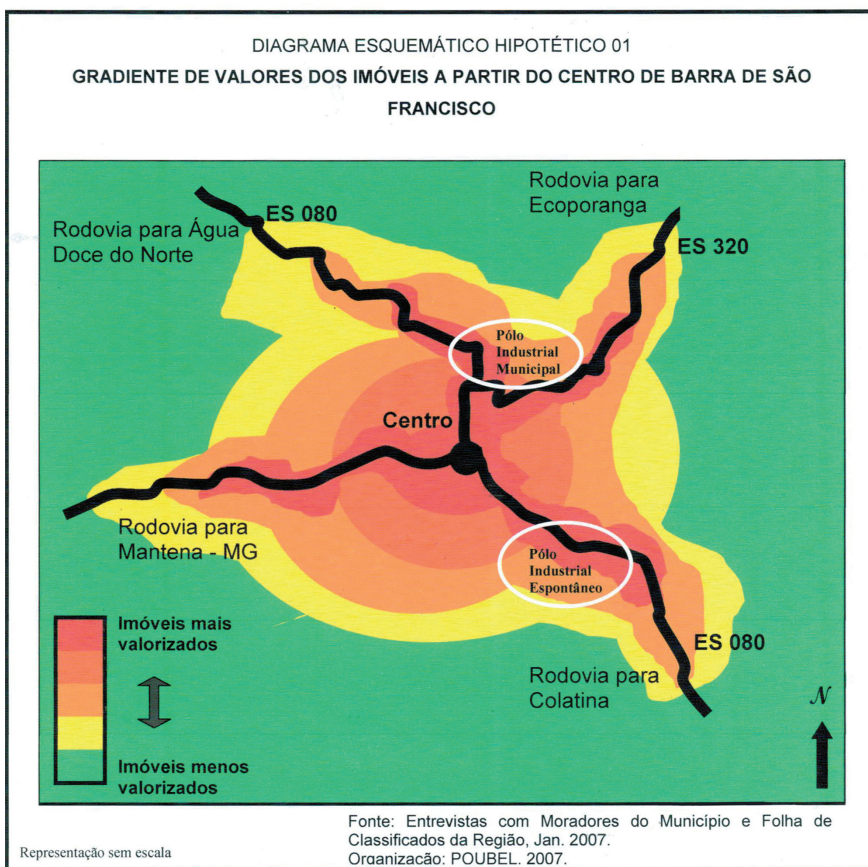 DIAGRAMA ESQUEMÁTICO HIPOTÉTICO 01
GRADIENTE DE VALORES DOS IMÓVEIS A PARTIR DO CENTRO DE BARRA DE SÃO
FRANCISCO
Rodovia para
Ecoporanga
ES 080
Rodovia para Água
Doce do Norte
ES 320
Pólo
Industrial
Municipal
Centro
Rodovia para
Mantena - MG
Pólo
Industrial
Espontâneo
ES 080
Rodovia para
Colatina
Imóveis mais
valorizados
Imóveis menos
valorizados
N
Fonte: Entrevistas com Moradores do Município e Folha de
Classificados da Região, Jan. 2007.
Organização: POUBEL, 2007.
Representação sem escala